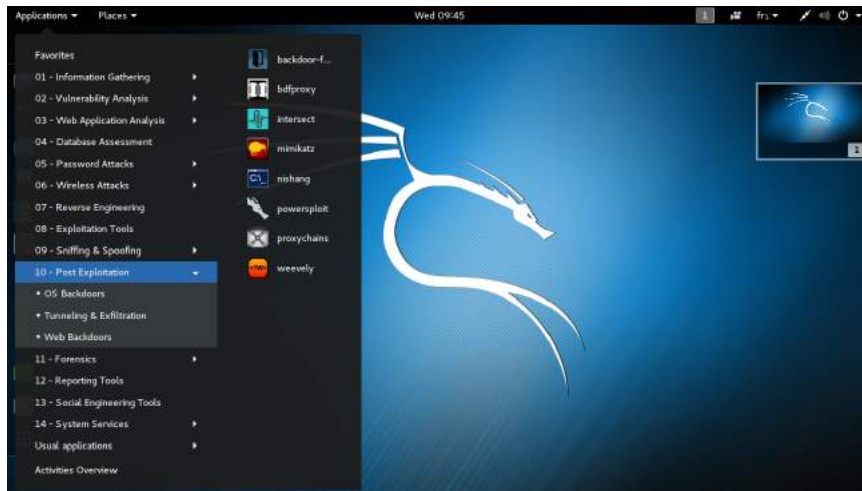 Applications Places Wed 09:45 1 fr1
Favorites
01 - Information Gathering
02 - Vulnerability Analysis
03 - Web Application Analysis
04 - Database Assessment
05 - Password Attacks
06 - Wireless Attacks
07 - Reverse Engineering
08 - Exploitation Tools
09 - Sniffing & Spoofing
10 - Post Exploitation
• OS Backdoors
• Tunneling & Exfiltration
• Web Backdoors
11 - Forensics
12 - Reporting Tools
13 - Social Engineering Tools
14 - System Services
Usual applications
Activities Overview
backdoor-f...
bdfproxy
intersect
mimikatz
C:\_ nishang
powersploit
proxychains
weevely
1